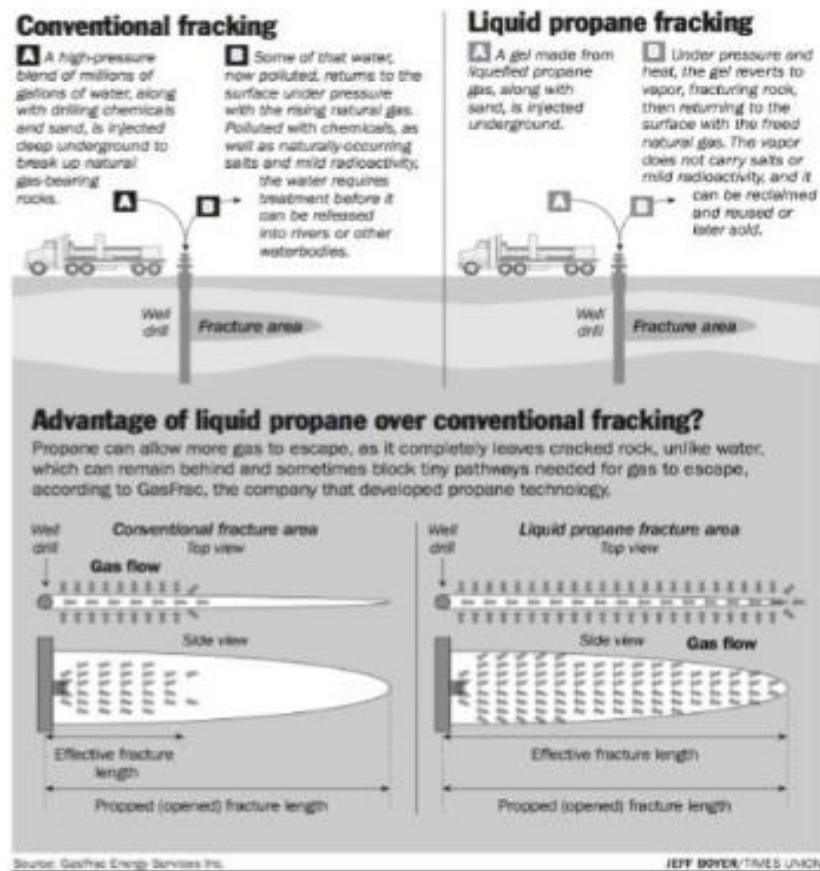 Conventional fracking
A A high-pressure
blend of millions of
gallons of water, along
with drilling chemicals
and sand, is injected
deep underground to
break up natural
gas-bearing
rocks.
B Some of that water,
now polluted, returns to the
surface under pressure
with the rising natural gas.
Polluted with chemicals, as
well as naturally-occurring
salts and mild radioactivity,
the water requires
treatment before it
can be released
into rivers or other
waterbodies.
A
B
Well
drill
Fracture area
Liquid propane fracking
A A gel made from
liquefied propane
gas, along with
sand, is injected
underground.
B Under pressure and
heat, the gel reverts to
vapor, fracturing rock,
then returning to the
surface with the freed
natural gas. The vapor
does not carry salts or
mild radioactivity, and it
can be reclaimed
and reused or
later sold.
A
B
Well
drill
Fracture area
Advantage of liquid propane over conventional fracking?
Propane can allow more gas to escape, as it completely leaves cracked rock, unlike water,
which can remain behind and sometimes block tiny pathways needed for gas to escape,
according to GasFrac, the company that developed propane technology.
Well
drill
Conventional fracture area
Top view
Gas flow
Side view
Effective fracture
length
Propped (opened) fracture length
Well
drill
Liquid propane fracture area
Top view
Side view
Gas flow
Effective fracture length
Propped (opened) fracture length
Source: GasFrac Energy Services Inc.
JEFF BOYER/TIMES UNION